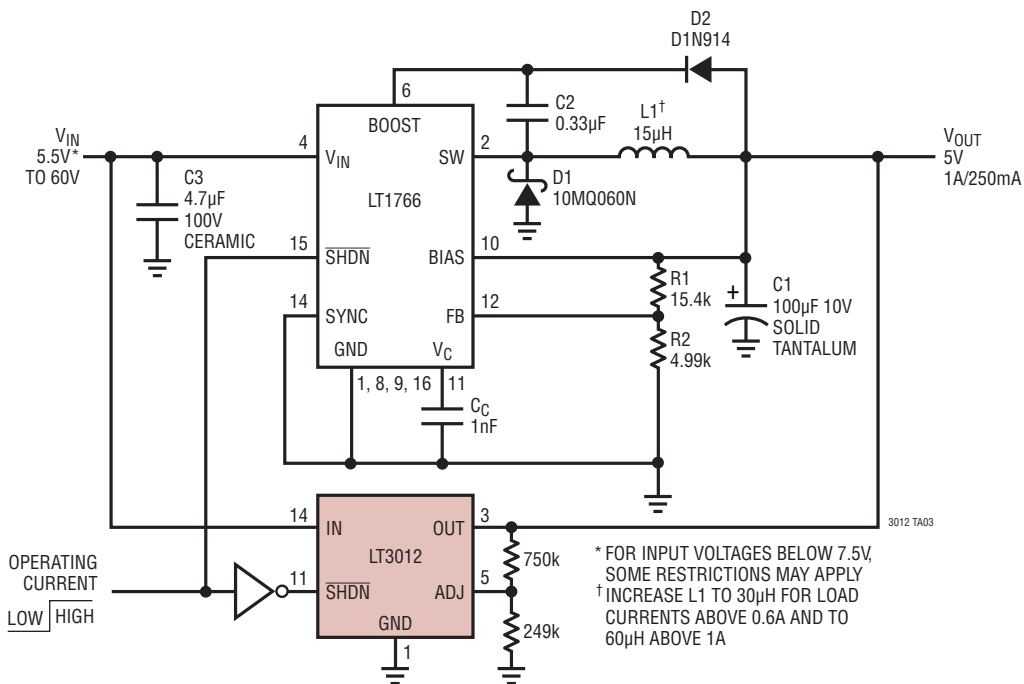 D2
D1N914
6
BOOST
C2
0.33µF
L1†
15µH
VIN
5.5V*
TO 60V
4
VIN
SW
2
VOUT
5V
1A/250mA
C3
4.7µF
100V
CERAMIC
LT1766
D1
10MQ060N
15
SHDN
BIAS
10
R1
15.4k
C1
+
100µF 10V
SOLID
TANTALUM
14
SYNC
FB
12
R2
4.99k
GND
VC
1, 8, 9, 16
11
CC
1nF
14
IN
OUT
3
3012 TA03
LT3012
750k
OPERATING
CURRENT
LOW HIGH
11
SHDN
ADJ
5
GND
1
249k
* FOR INPUT VOLTAGES BELOW 7.5V,
SOME RESTRICTIONS MAY APPLY
† INCREASE L1 TO 30µH FOR LOAD
CURRENTS ABOVE 0.6A AND TO
60µH ABOVE 1A